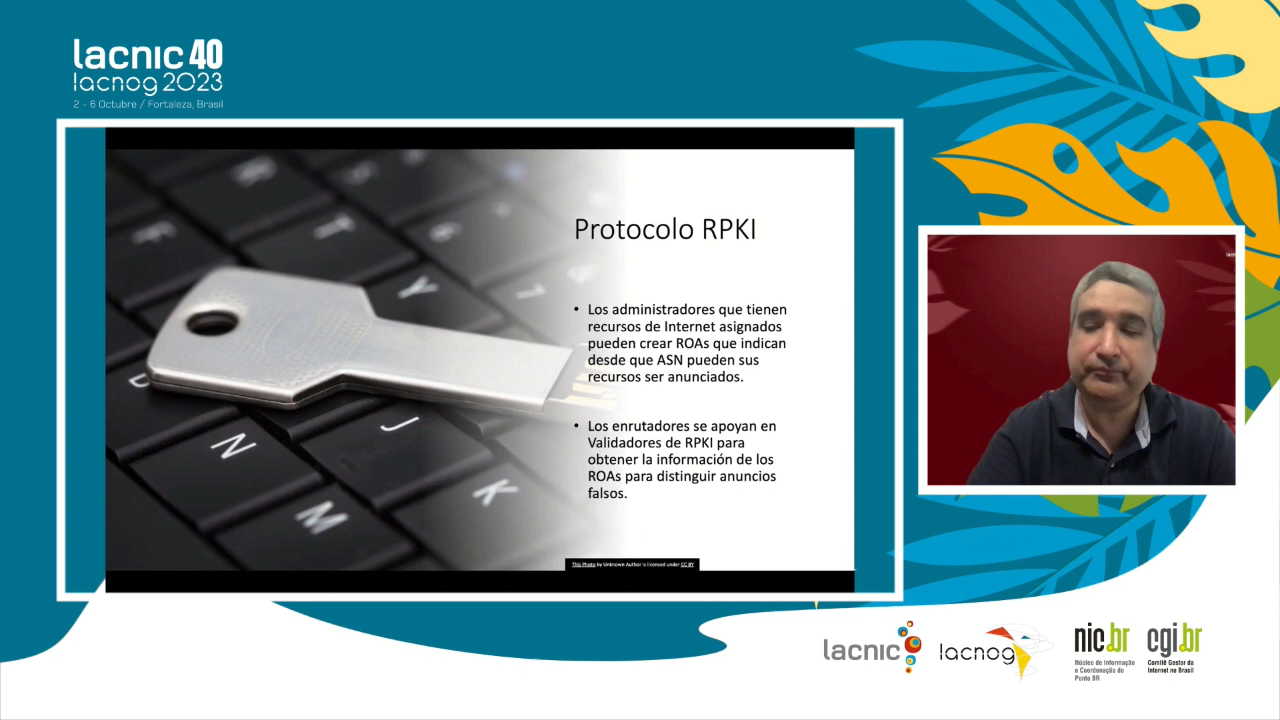 lacnic 40
lacnog 2023
2 - 6 Octubre / Fortaleza, Brasil
Protocolo RPKI
• Los administradores que tienen
recursos de Internet asignados
pueden crear ROAs que indican
desde que ASN pueden sus
recursos ser anunciados.
• Los enrutadores se apoyan en
Validadores de RPKI para
obtener la información de los
ROAs para distinguir anuncios
falsos.
This Photo by Unknown Author is licensed under CC BY
T
Y
J
N
K
M
lacnic
lacnog
nic.br
Núcleo de Informação
e Coordenação do
Ponto BR
cgi.br
Comitê Gestor da
Internet no Brasil